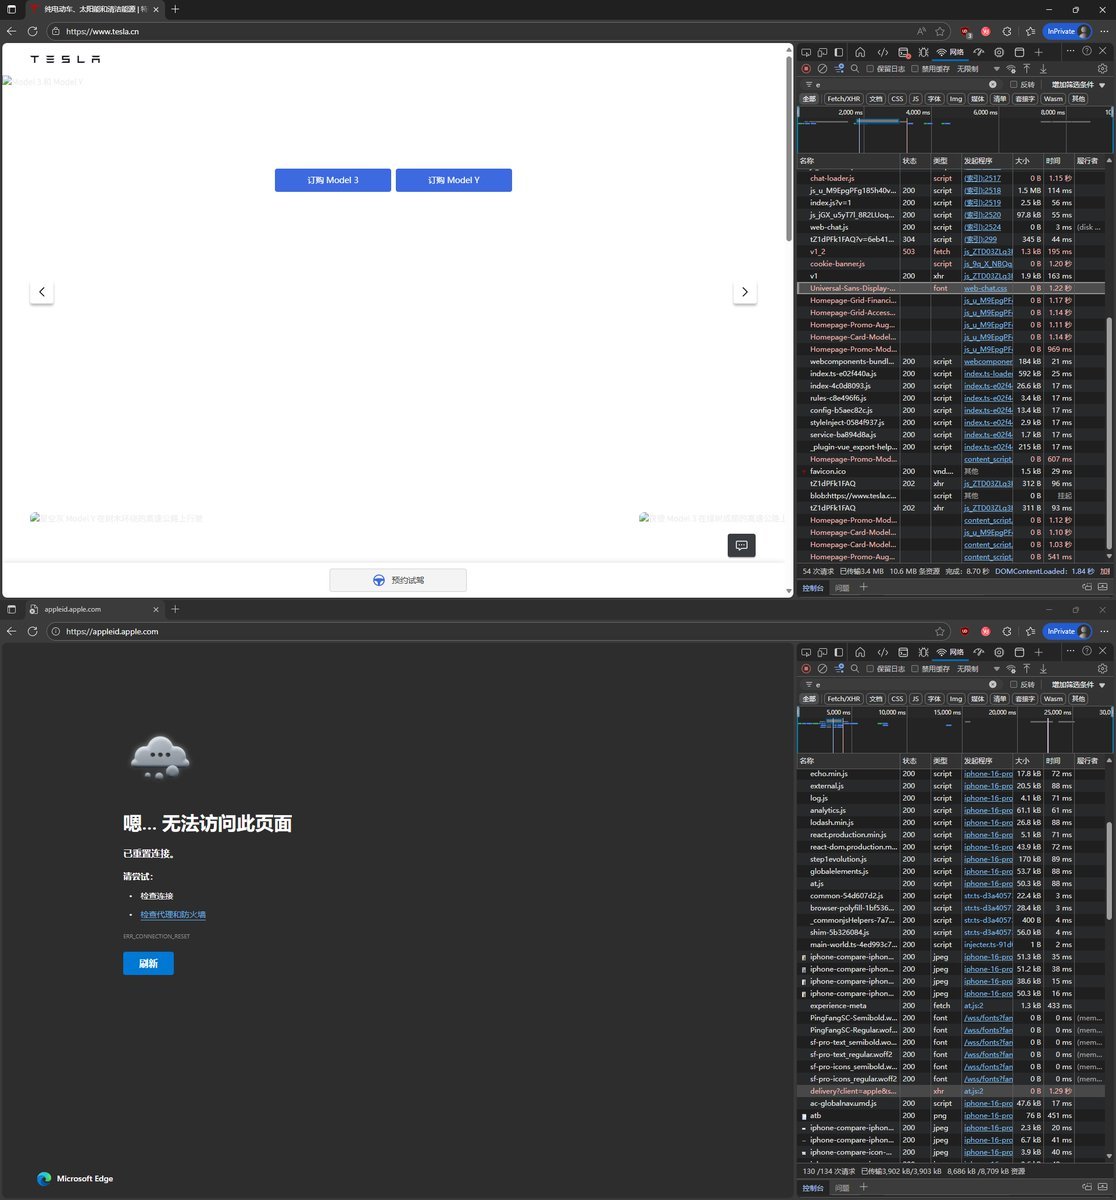 纯电动车、太阳能和清洁能源 | 特
https://www.tesla.cn
InPrivate
TESLA
Model 3 和 Model Y
订购 Model 3
订购 Model Y
预约试驾
网络
保留日志
禁用缓存
无限制
e
反转
增加筛选条件
全部 Fetch/XHR 文档 CSS JS 字体 Img 媒体 清单 套接字 Wasm 其他
2,000 ms 4,000 ms 6,000 ms 8,000 ms
名称 状态 类型 发起程序 大小 时间 履行者
chat-loader.js script (索引):2517 0 B 1.15 秒
js_u_M9EpgPFg185h40v... 200 script (索引):2518 1.5 MB 114 ms
index.js?v=1 200 script (索引):2519 2.5 kB 56 ms
js_jGX_u5yT7l_8R2LUoq... 200 script (索引):2520 97.8 kB 55 ms
web-chat.js 200 script (索引):2524 0 B 3 ms (disk ...
tZ1dPFk1FAQ?v=6eb41... 304 script (索引):299 345 B 44 ms
v1_2 503 fetch js_ZTD03ZLq3 1.3 kB 195 ms
cookie-banner.js script js_9q_X_NBQq 0 B 1.20 秒
v1 200 xhr js_ZTD03ZLq3 1.9 kB 163 ms
Universal-Sans-Display-... font web-chat.css 0 B 1.22 秒
Homepage-Grid-Financi... js_u_M9EpgPF 0 B 1.17 秒
Homepage-Grid-Access... js_u_M9EpgPF 0 B 1.14 秒
Homepage-Promo-Aug... js_u_M9EpgPF 0 B 1.11 秒
Homepage-Card-Model... js_u_M9EpgPF 0 B 1.14 秒
Homepage-Promo-Mod... js_u_M9EpgPF 0 B 969 ms
webcomponents-bundl... 200 script webcomponen 184 kB 21 ms
index.ts-e02f440a.js 200 script index.ts-loade 592 kB 25 ms
index-4c0d8093.js 200 script index.ts-e02f4 26.6 kB 17 ms
rules-c8e496f6.js 200 script index.ts-e02f4 3.4 kB 17 ms
config-b5aec82c.js 200 script index.ts-e02f4 13.4 kB 17 ms
styleInject-0584f937.js 200 script index.ts-e02f4 2.9 kB 17 ms
service-ba894d8a.js 200 script index.ts-e02f4 1.7 kB 17 ms
_plugin-vue_export-help... 200 script index.ts-e02f4 215 kB 17 ms
Homepage-Promo-Mod... content_script. 0 B 607 ms
favicon.ico 200 vnd.... 其他 1.5 kB 29 ms
tZ1dPFk1FAQ 202 xhr js_ZTD03ZLq3 312 B 96 ms
blob:https://www.tesla.c... script 其他 0 B 挂起
tZ1dPFk1FAQ 202 xhr js_ZTD03ZLq3 311 B 93 ms
Homepage-Promo-Mod... content_script. 0 B 1.12 秒
Homepage-Card-Model... js_u_M9EpgPF 0 B 1.10 秒
Homepage-Card-Model... content_script. 0 B 1.03 秒
Homepage-Promo-Aug... content_script. 0 B 541 ms
54 次请求 已传输3.4 MB 10.6 MB 条资源 完成: 8.70 秒 DOMContentLoaded: 1.84 秒 加
控制台 问题
appleid.apple.com
https://appleid.apple.com
InPrivate
嗯… 无法访问此页面
已重置连接。
请尝试:
• 检查连接
• 检查代理和防火墙
ERR_CONNECTION_RESET
刷新
Microsoft Edge
网络
保留日志
禁用缓存
无限制
e
反转
增加筛选条件
全部 Fetch/XHR 文档 CSS JS 字体 Img 媒体 清单 套接字 Wasm 其他
5,000 ms 10,000 ms 15,000 ms 20,000 ms 25,000 ms 30,0
名称 状态 类型 发起程序 大小 时间 履行者
echo.min.js 200 script iphone-16-pro 17.8 kB 72 ms
external.js 200 script iphone-16-pro 20.5 kB 88 ms
log.js 200 script iphone-16-pro 4.1 kB 71 ms
analytics.js 200 script iphone-16-pro 61.1 kB 61 ms
lodash.min.js 200 script iphone-16-pro 26.8 kB 88 ms
react.production.min.js 200 script iphone-16-pro 5.1 kB 71 ms
react-dom.production.m... 200 script iphone-16-pro 43.9 kB 72 ms
step1evolution.js 200 script iphone-16-pro 170 kB 89 ms
globalelements.js 200 script iphone-16-pro 53.7 kB 88 ms
at.js 200 script iphone-16-pro 50.3 kB 88 ms
common-54d607d2.js 200 script str.ts-d3a4057 22.4 kB 3 ms
browser-polyfill-1bf536... 200 script str.ts-d3a4057 28.4 kB 3 ms
_commonjsHelpers-7a7... 200 script str.ts-d3a4057 400 B 4 ms
shim-5b326084.js 200 script str.ts-d3a4057 56.0 kB 4 ms
main-world.ts-4ed993c7... 200 script injecter.ts-91d 1 B 2 ms
iphone-compare-iphon... 200 jpeg iphone-16-pro 51.3 kB 35 ms
iphone-compare-iphon... 200 jpeg iphone-16-pro 51.2 kB 38 ms
iphone-compare-iphon... 200 jpeg iphone-16-pro 38.6 kB 15 ms
iphone-compare-iphon... 200 jpeg iphone-16-pro 50.3 kB 16 ms
experience-meta 200 fetch at.js:2 1.3 kB 433 ms
PingFangSC-Semibold.w... 200 font /wss/fonts?fan 0 B 0 ms (mem...
PingFangSC-Regular.wof... 200 font /wss/fonts?fan 0 B 0 ms (mem...
sf-pro-text_semibold.wo... 200 font /wss/fonts?fan 0 B 0 ms (mem...
sf-pro-text_regular.woff2 200 font /wss/fonts?fan 0 B 0 ms (mem...
sf-pro-icons_semibold.w... 200 font /wss/fonts?fan 0 B 0 ms (mem...
sf-pro-icons_regular.woff2 200 font /wss/fonts?fan 0 B 0 ms (mem...
delivery?client=apple&s... xhr at.js:2 0 B 1.29 秒
ac-globalnav.umd.js 200 script iphone-16-pro 47.6 kB 17 ms
atb 200 png iphone-16-pro 76 B 451 ms
iphone-compare-iphon... 200 jpeg iphone-16-pro 2.3 kB 20 ms
iphone-compare-iphon... 200 jpeg iphone-16-pro 6.7 kB 41 ms
iphone-compare-icon-... 200 jpeg iphone-16-pro 3.9 kB 40 ms
130 /134 次请求 已传输3,902 kB/3,903 kB 8,686 kB /8,709 kB 资源
控制台 问题